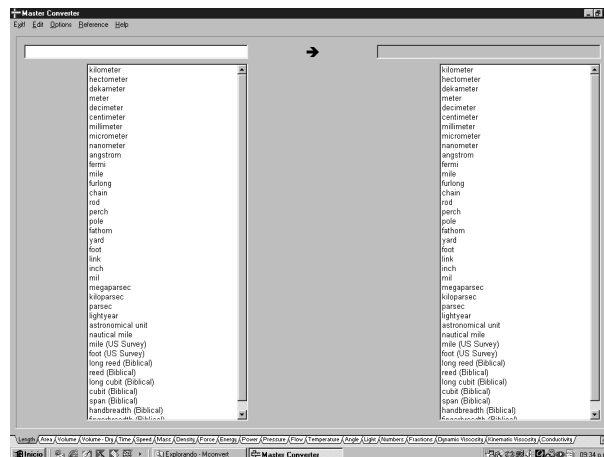 Master Converter
Exit! Edit Options Reference Help
➔
kilometer
hectometer
dekameter
meter
decimeter
centimeter
millimeter
micrometer
nanometer
angstrom
fermi
mile
furlong
chain
rod
perch
pole
fathom
yard
foot
link
inch
mil
megaparsec
kiloparsec
parsec
lightyear
astronomical unit
nautical mile
mile (US Survey)
foot (US Survey)
long reed (Biblical)
reed (Biblical)
long cubit (Biblical)
cubit (Biblical)
span (Biblical)
handbreadth (Biblical)
fingerbreadth (Biblical)
kilometer
hectometer
dekameter
meter
decimeter
centimeter
millimeter
micrometer
nanometer
angstrom
fermi
mile
furlong
chain
rod
perch
pole
fathom
yard
foot
link
inch
mil
megaparsec
kiloparsec
parsec
lightyear
astronomical unit
nautical mile
mile (US Survey)
foot (US Survey)
long reed (Biblical)
reed (Biblical)
long cubit (Biblical)
cubit (Biblical)
span (Biblical)
handbreadth (Biblical)
fingerbreadth (Biblical)
Length Area Volume Volume - Dry Time Speed Mass Density Force Energy Power Pressure Flow Temperature Angle Light Numbers Fractions Dynamic Viscosity Kinematic Viscosity Conductivity
Inicio Explorando - Mconvert Master Converter 09:34 p.m.